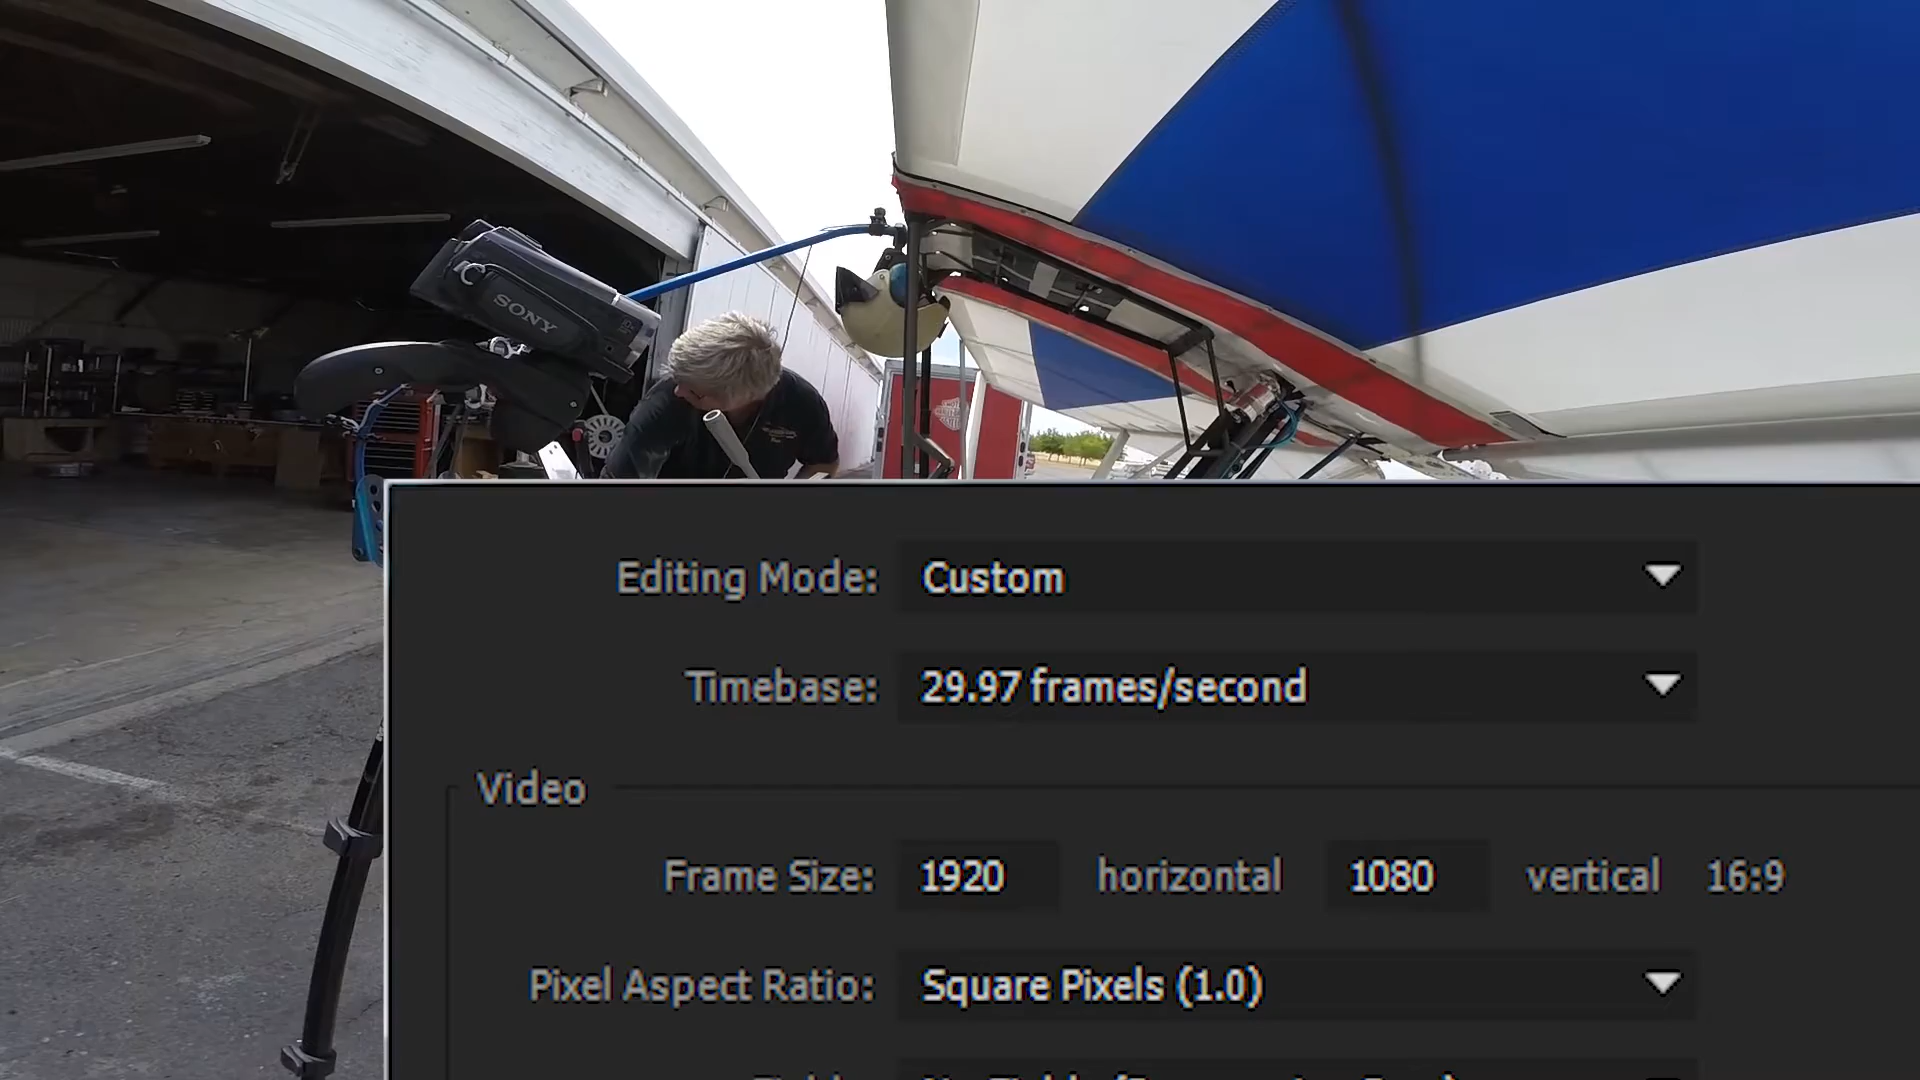 SONY
Editing Mode: Custom
Timebase: 29.97 frames/second
Video
Frame Size: 1920 horizontal 1080 vertical 16:9
Pixel Aspect Ratio: Square Pixels (1.0)